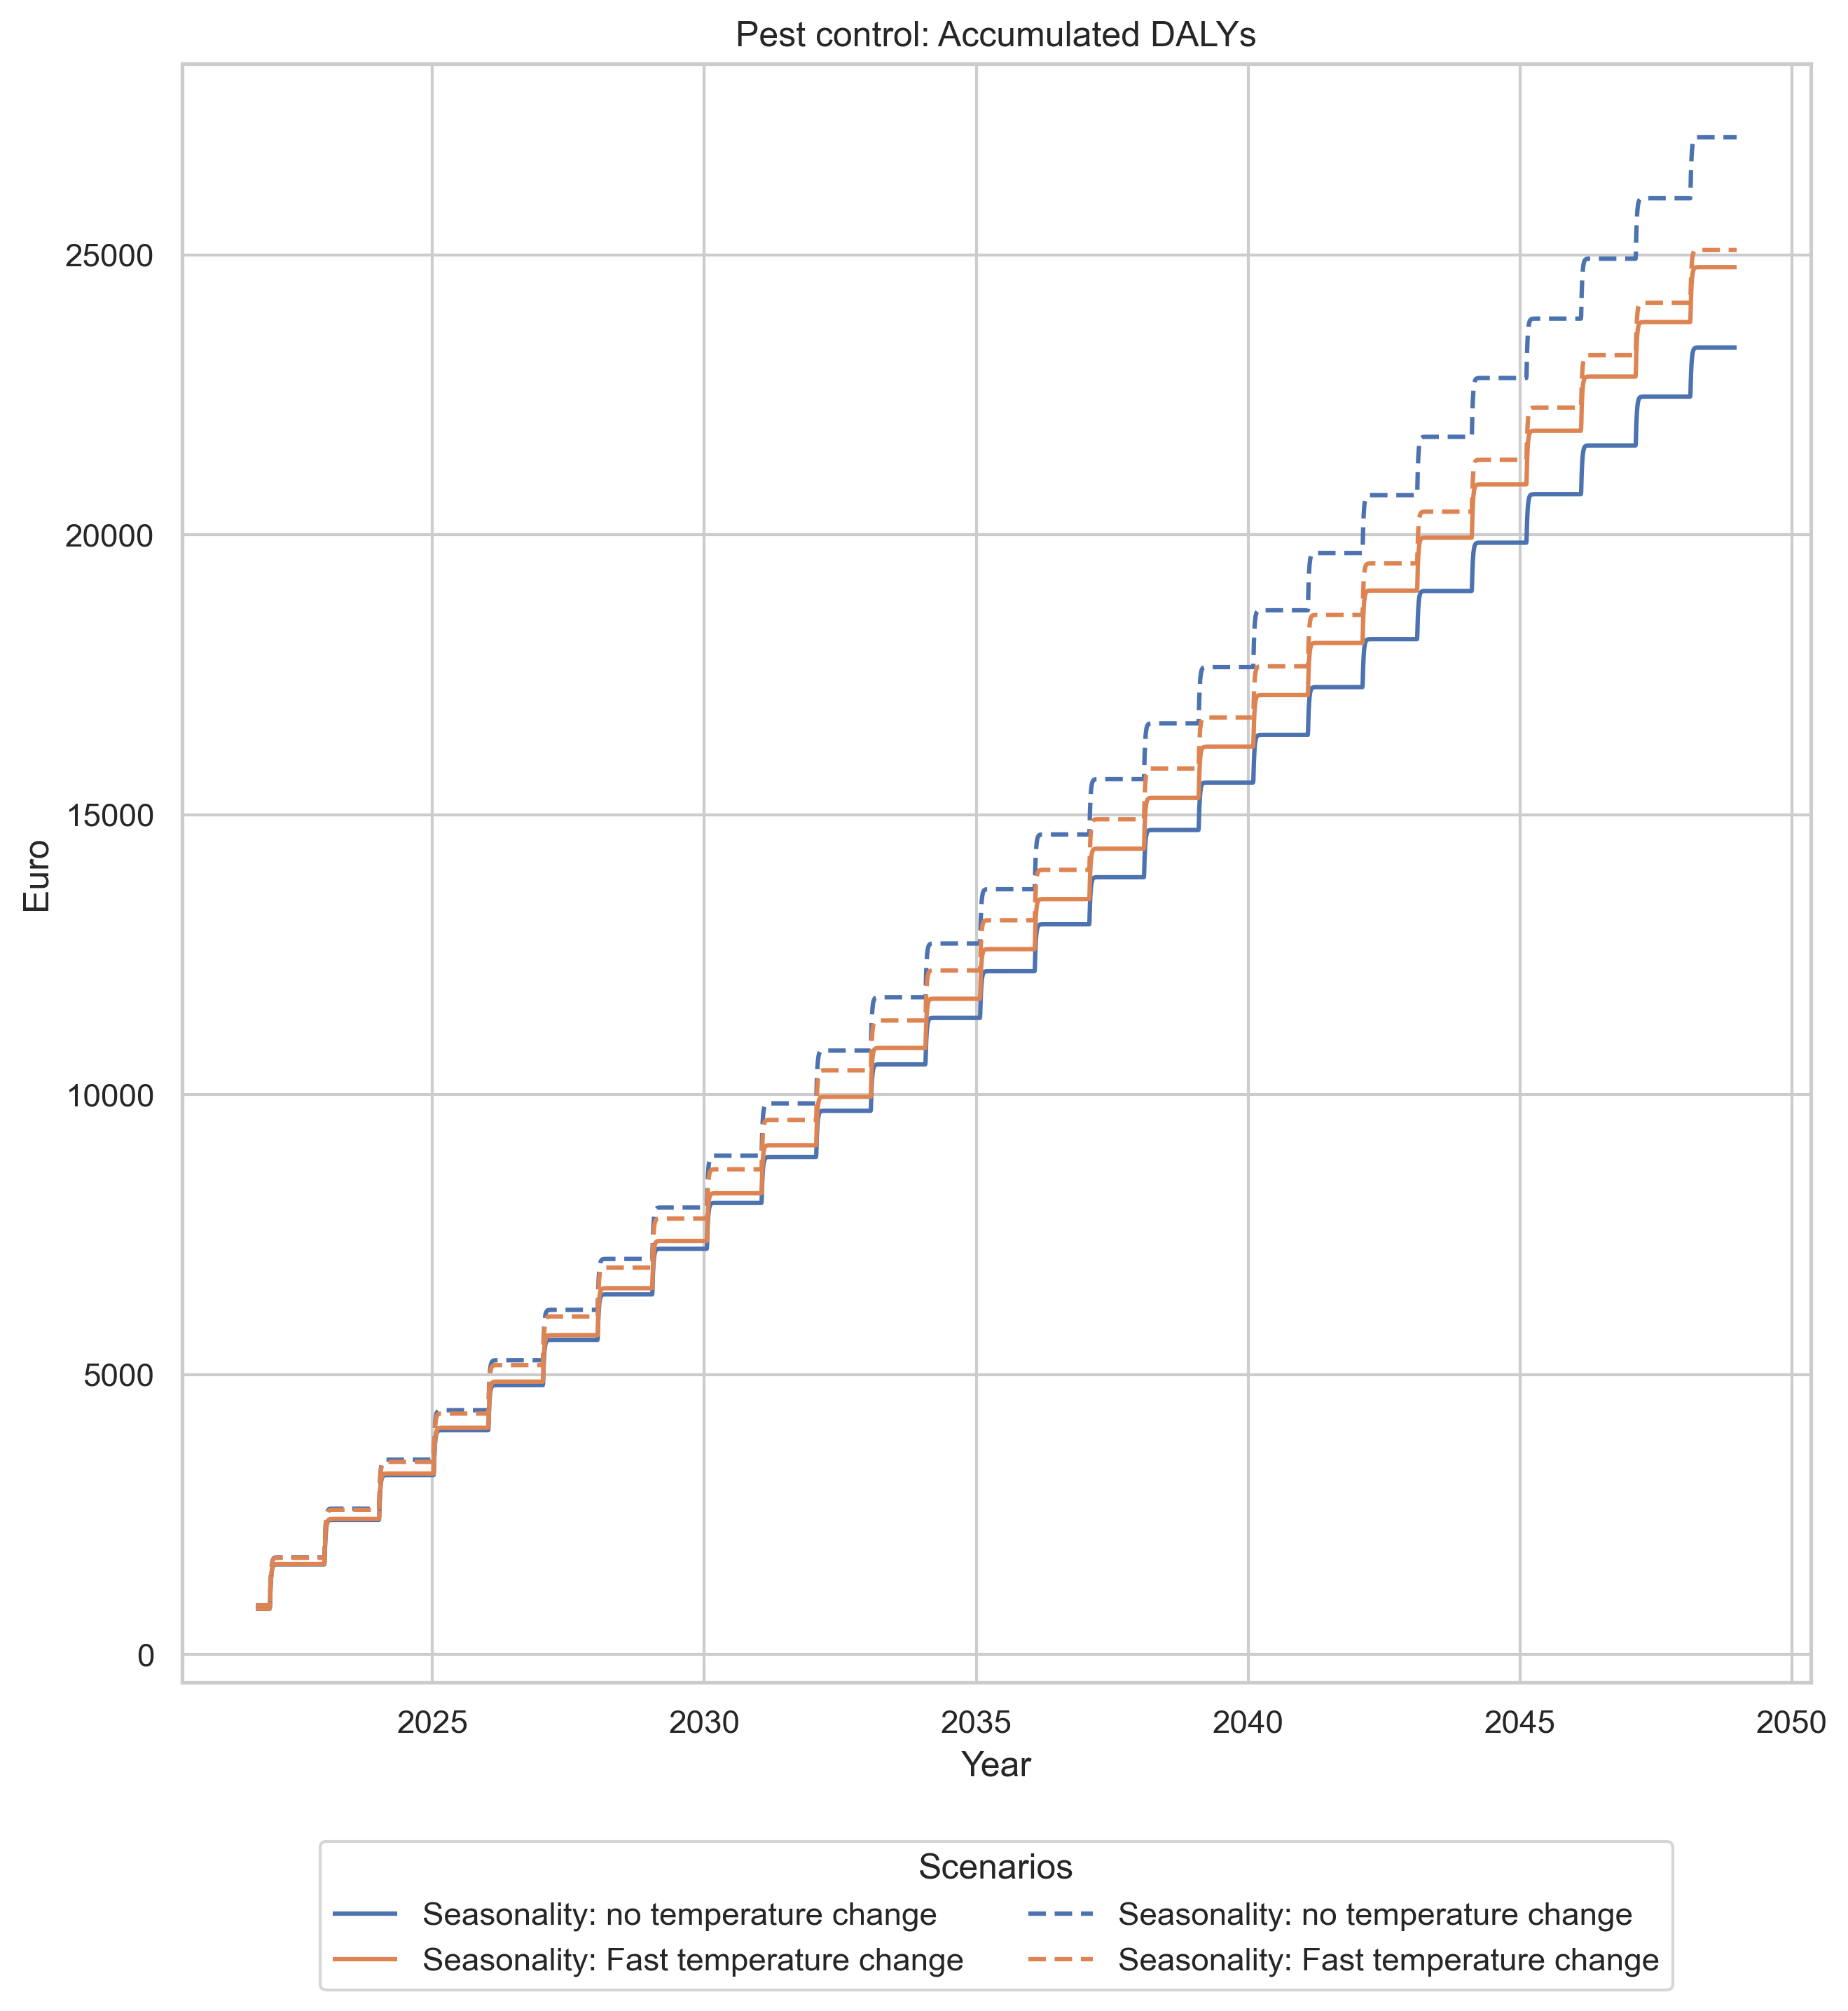 Pest control: Accumulated DALYs
25000
20000
15000
10000
5000
0
Euro
2025 2030 2035 2040 2045 2050
Year
Scenarios
Seasonality: no temperature change Seasonality: no temperature change
Seasonality: Fast temperature change Seasonality: Fast temperature change